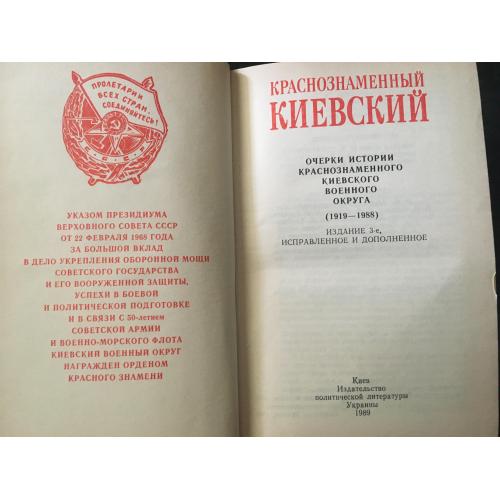 ПРОЛЕТАРИИ
ВСЕХ СТРАН,
СОЕДИНЯЙТЕСЬ!
СССР
УКАЗОМ ПРЕЗИДИУМА
ВЕРХОВНОГО СОВЕТА СССР
ОТ 22 ФЕВРАЛЯ 1968 ГОДА
ЗА БОЛЬШОЙ ВКЛАД
В ДЕЛО УКРЕПЛЕНИЯ ОБОРОННОЙ МОЩИ
СОВЕТСКОГО ГОСУДАРСТВА
И ЕГО ВООРУЖЕННОЙ ЗАЩИТЫ,
УСПЕХИ В БОЕВОЙ
И ПОЛИТИЧЕСКОЙ ПОДГОТОВКЕ
И В СВЯЗИ С 50-летием
СОВЕТСКОЙ АРМИИ
И ВОЕННО-МОРСКОГО ФЛОТА
КИЕВСКИЙ ВОЕННЫЙ ОКРУГ
НАГРАЖДЕН ОРДЕНОМ
КРАСНОГО ЗНАМЕНИ
КРАСНОЗНАМЕННЫЙ
КИЕВСКИЙ
ОЧЕРКИ ИСТОРИИ
КРАСНОЗНАМЕННОГО
КИЕВСКОГО
ВОЕННОГО
ОКРУГА
(1919—1988)
ИЗДАНИЕ 3-е,
ИСПРАВЛЕННОЕ И ДОПОЛНЕННОЕ
Киев
Издательство
политической литературы
Украины
1989